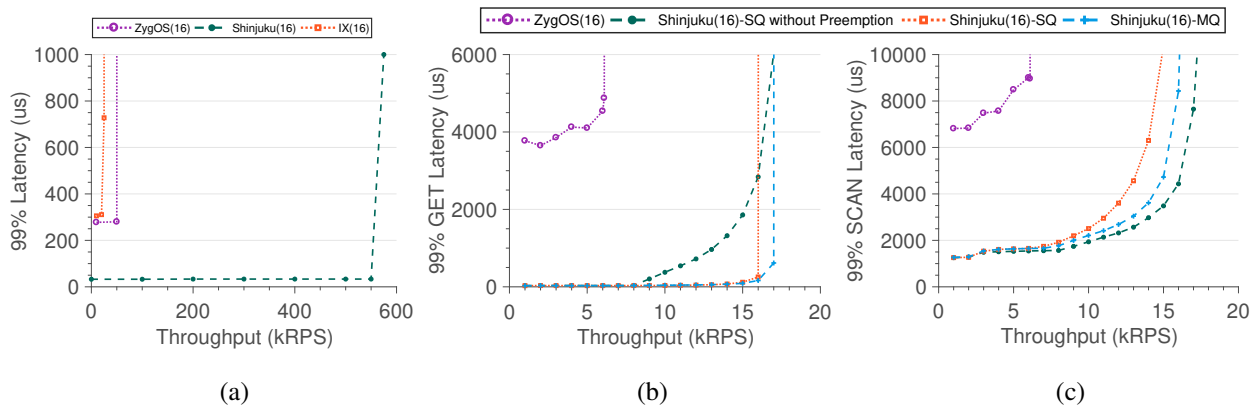 ZygOS(16) Shinjuku(16) IX(16)
99% Latency (us)
1000
800
600
400
200
0
0 200 400 600
Throughput (kRPS)
(a)
ZygOS(16) Shinjuku(16)-SQ without Preemption Shinjuku(16)-SQ Shinjuku(16)-MQ
99% GET Latency (us)
6000
4000
2000
0
0 5 10 15 20
Throughput (kRPS)
(b)
99% SCAN Latency (us)
10000
8000
6000
4000
2000
0
0 5 10 15 20
Throughput (kRPS)
(c)